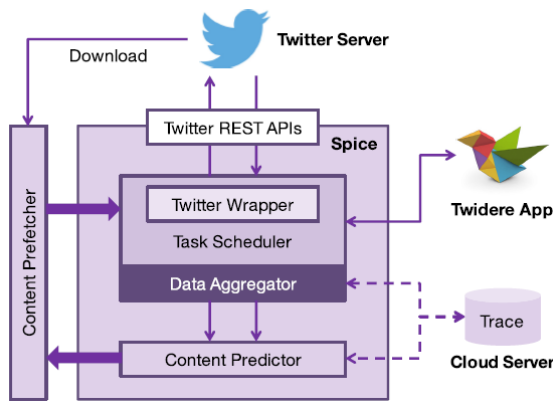 Twitter Server
Download
Twitter REST APIs
Spice
Twitter Wrapper
Task Scheduler
Twidere App
Content Prefetcher
Data Aggregator
Trace
Content Predictor
Cloud Server